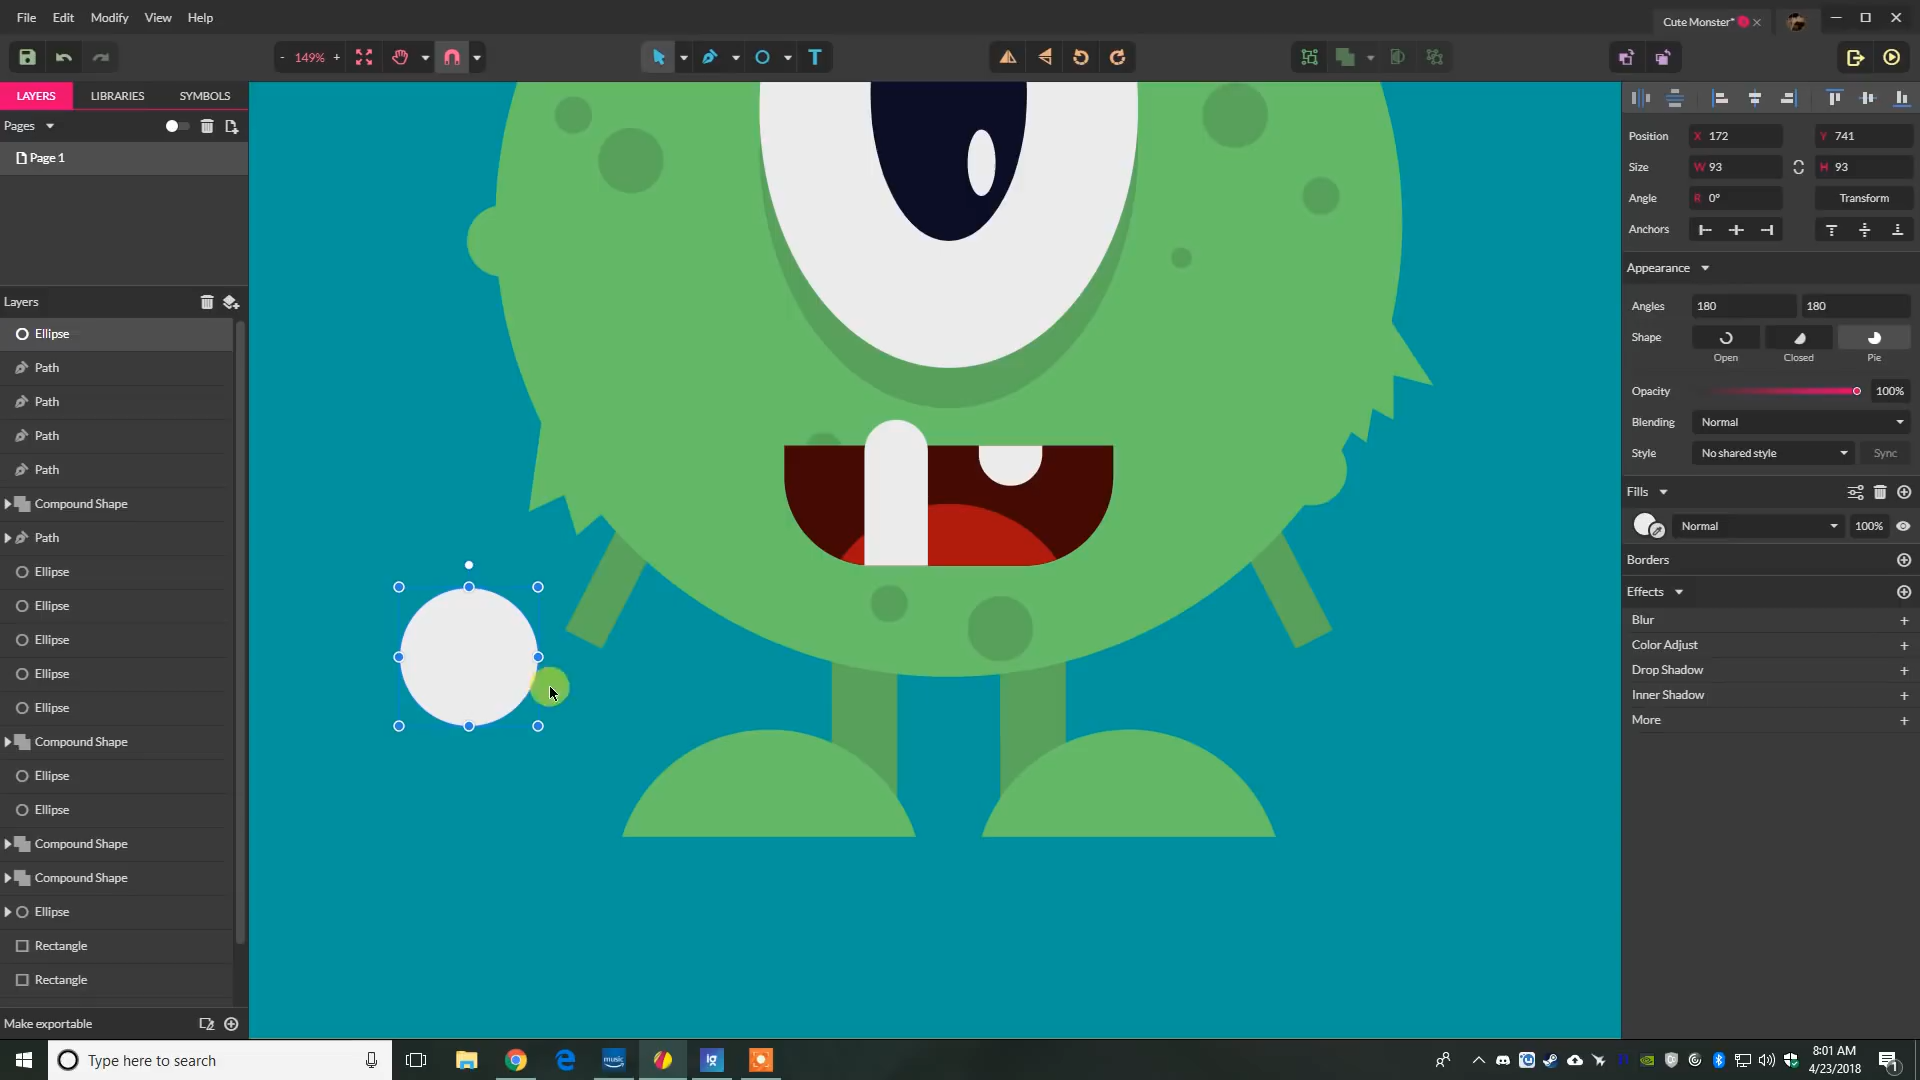 File Edit Modify View Help
Cute Monster*
- 149% +
T
LAYERS LIBRARIES SYMBOLS
Pages
Page 1
Layers
Ellipse
Path
Path
Path
Path
Compound Shape
Path
Ellipse
Ellipse
Ellipse
Ellipse
Ellipse
Compound Shape
Ellipse
Ellipse
Compound Shape
Compound Shape
Ellipse
Rectangle
Rectangle
Make exportable
Position X 172 Y 741
Size W 93 H 93
Angle R 0° Transform
Anchors
Appearance
Angles 180 180
Shape
Open Closed Pie
Opacity 100%
Blending Normal
Style No shared style Sync
Fills
Normal 100%
Borders
Effects
Blur
Color Adjust
Drop Shadow
Inner Shadow
More
Type here to search
music
ig
8:01 AM
4/23/2018
1